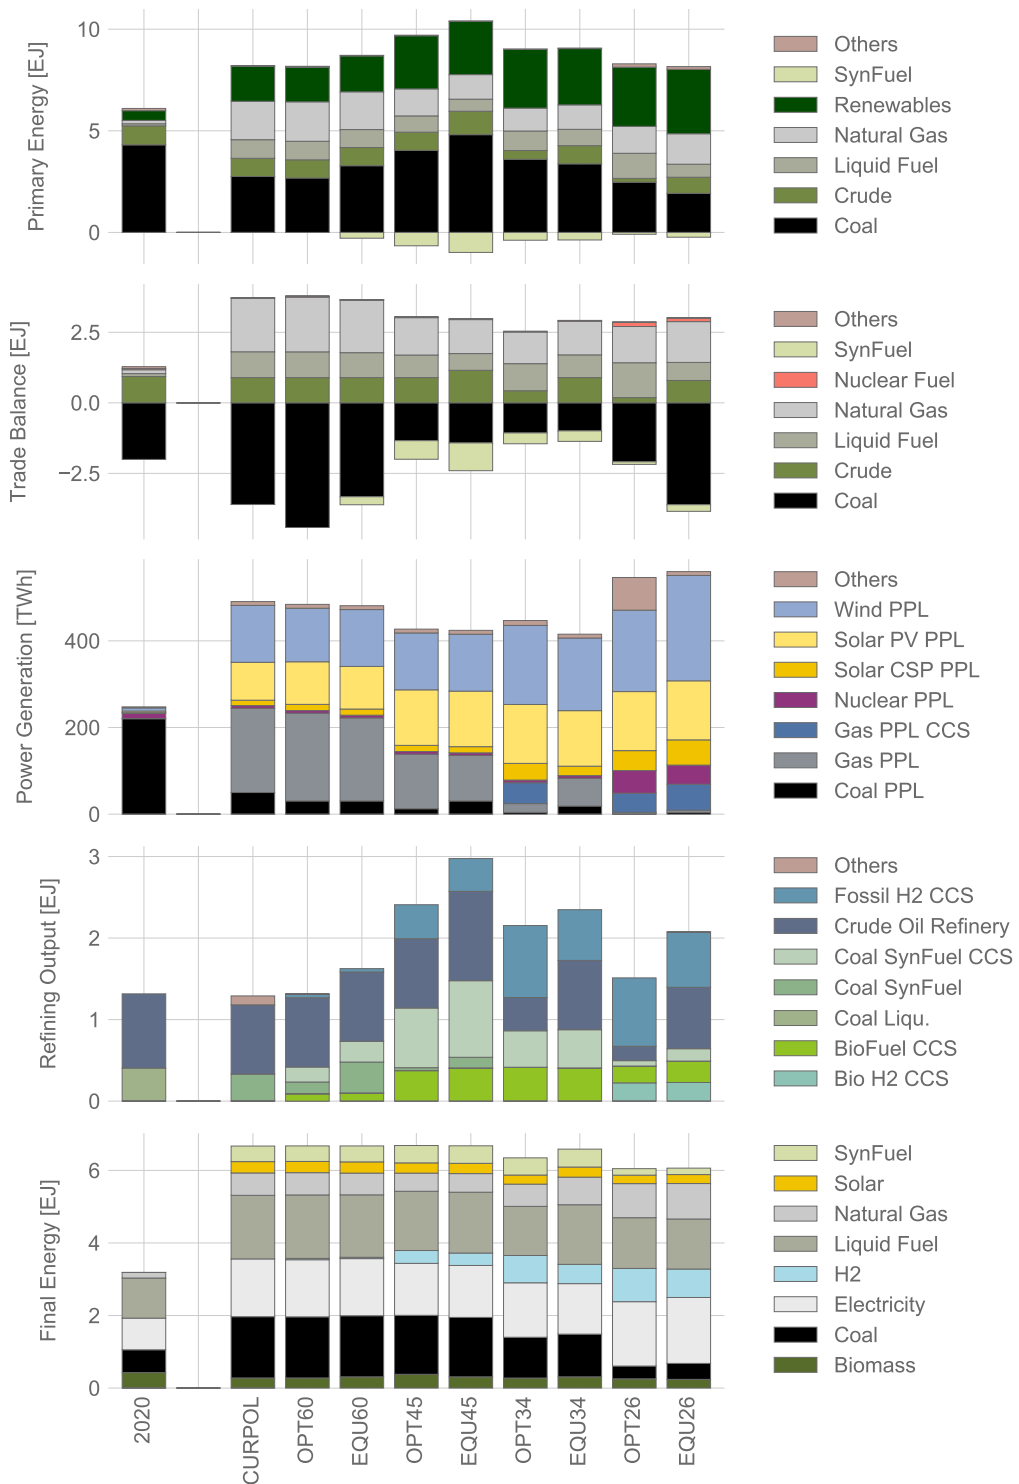 Primary Energy [EJ]
10
5
0
Others
SynFuel
Renewables
Natural Gas
Liquid Fuel
Crude
Coal
Trade Balance [EJ]
2.5
0.0
−2.5
Others
SynFuel
Nuclear Fuel
Natural Gas
Liquid Fuel
Crude
Coal
Power Generation [TWh]
400
200
0
Others
Wind PPL
Solar PV PPL
Solar CSP PPL
Nuclear PPL
Gas PPL CCS
Gas PPL
Coal PPL
Refining Output [EJ]
3
2
1
0
Others
Fossil H2 CCS
Crude Oil Refinery
Coal SynFuel CCS
Coal SynFuel
Coal Liqu.
BioFuel CCS
Bio H2 CCS
Final Energy [EJ]
6
4
2
0
SynFuel
Solar
Natural Gas
Liquid Fuel
H2
Electricity
Coal
Biomass
2020
CURPOL
OPT60
EQU60
OPT45
EQU45
OPT34
EQU34
OPT26
EQU26